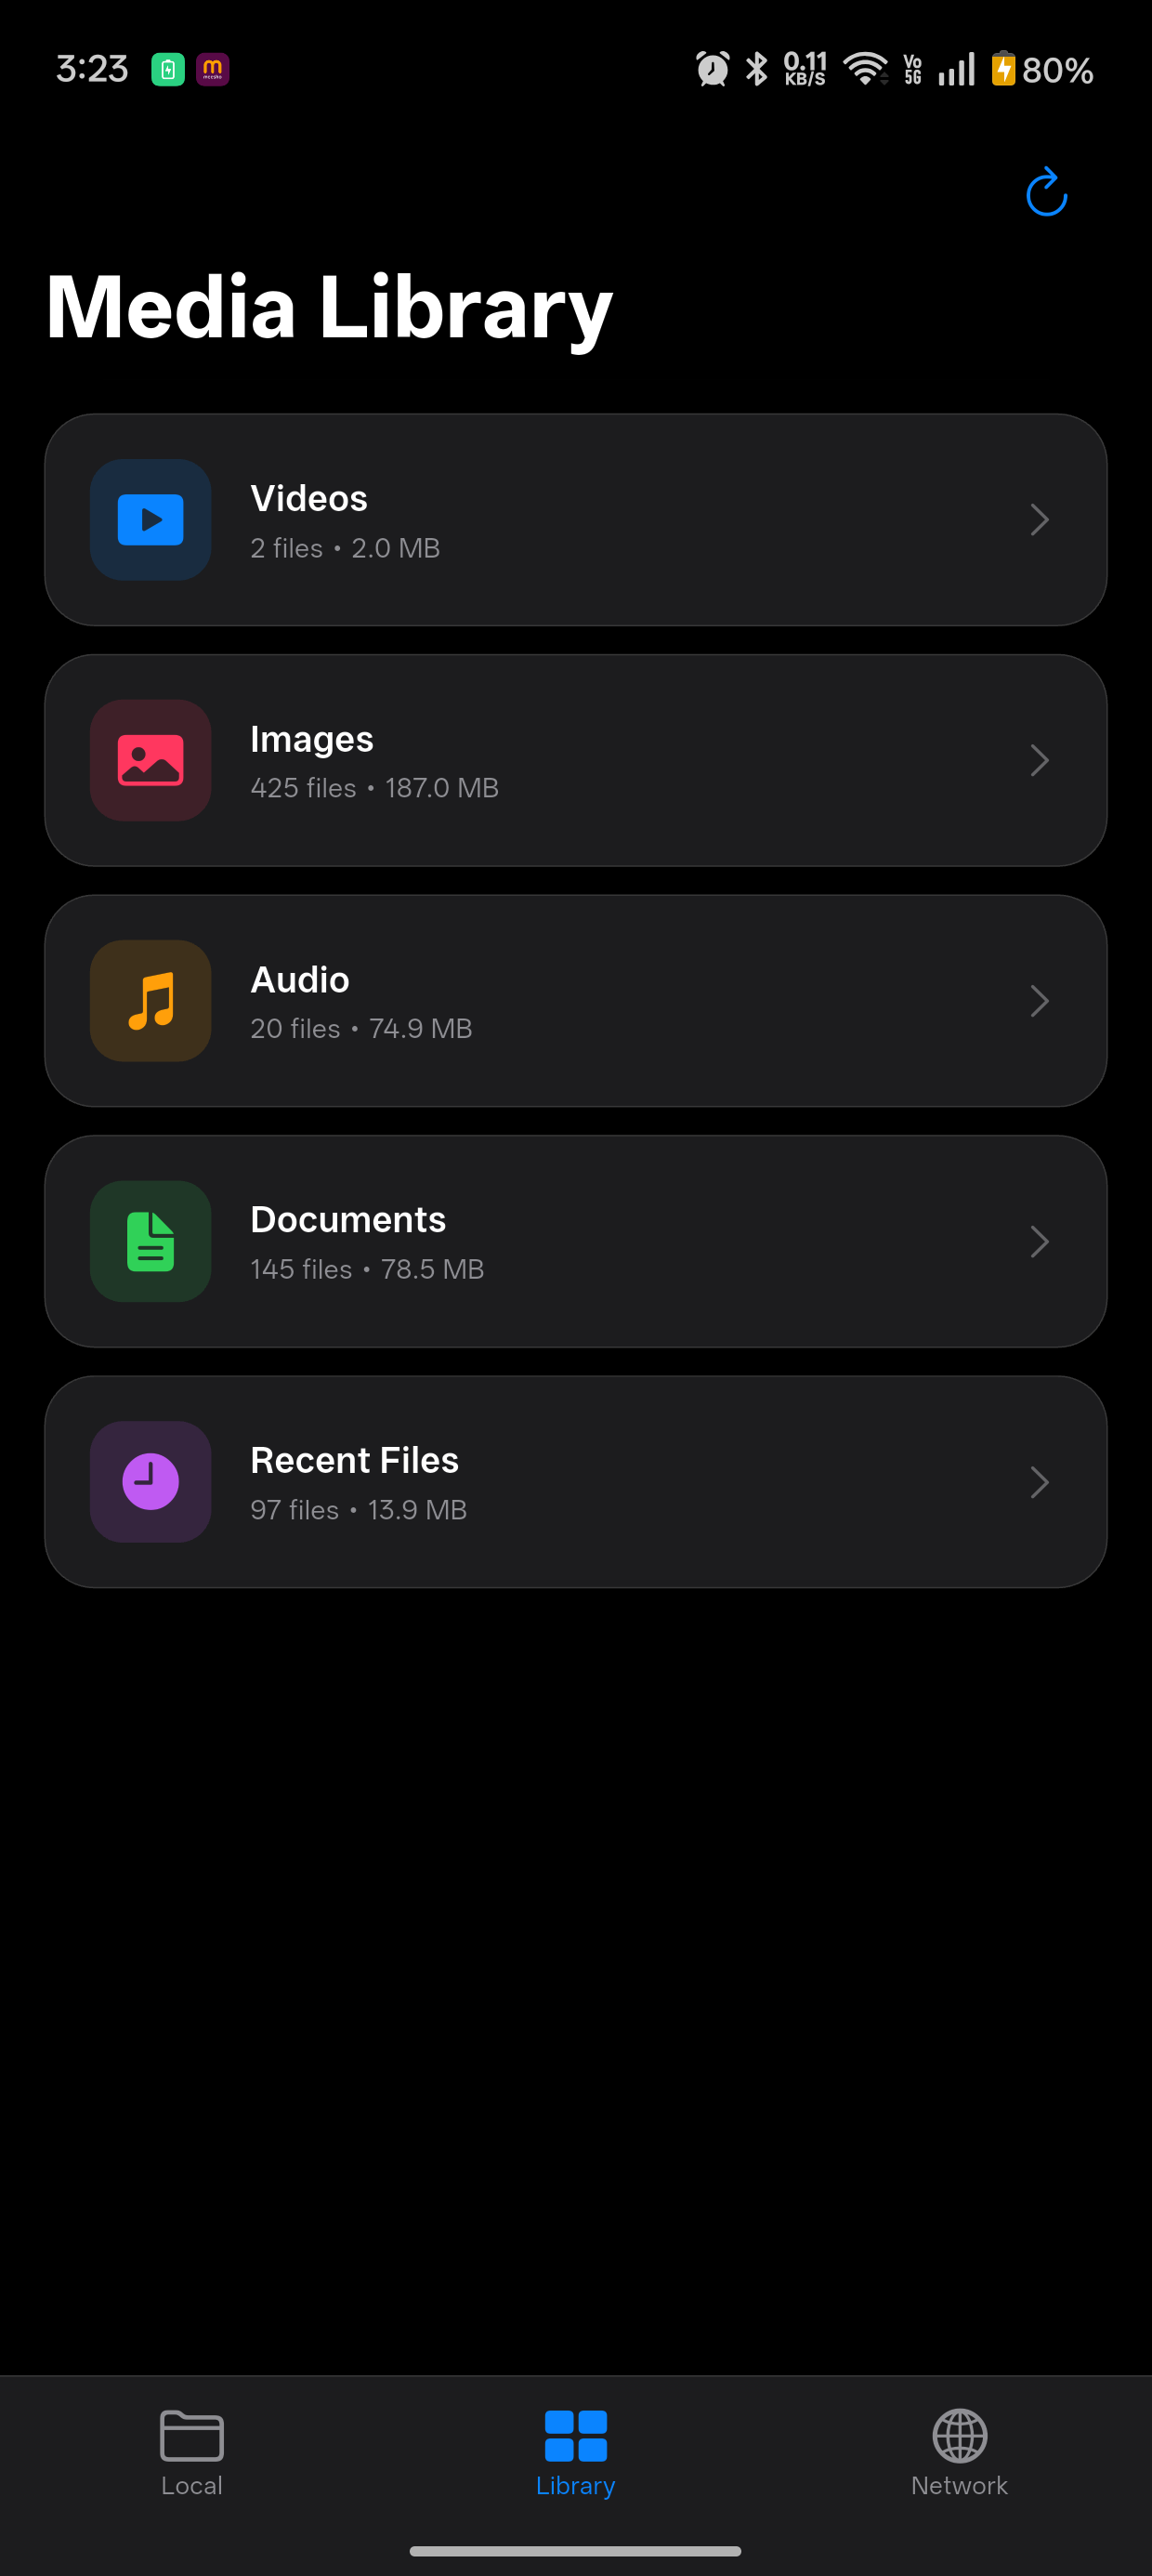 3:23
meesho
0.11
KB/S
Vo
5G
80%
Media Library
Videos
2 files • 2.0 MB
Images
425 files • 187.0 MB
Audio
20 files • 74.9 MB
Documents
145 files • 78.5 MB
Recent Files
97 files • 13.9 MB
Local
Library
Network